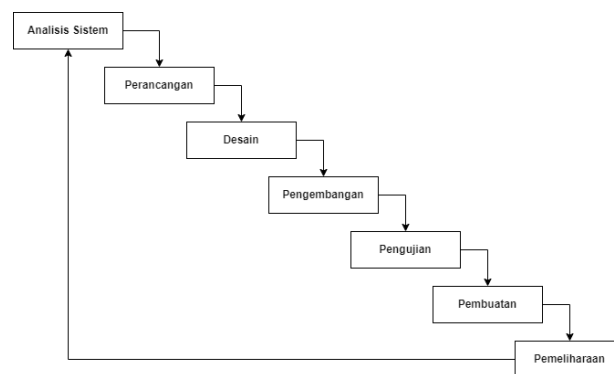 Analisis Sistem
Perancangan
Desain
Pengembangan
Pengujian
Pembuatan
Pemeliharaan